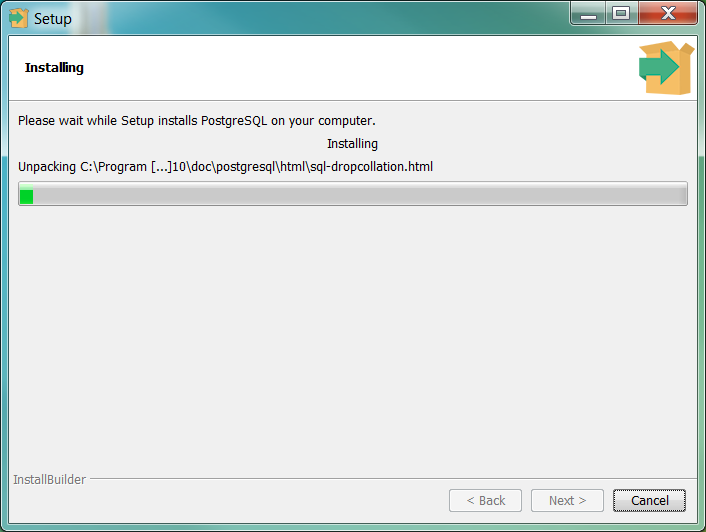 Setup
Installing
Please wait while Setup installs PostgreSQL on your computer.
Installing
Unpacking C:\Program [...]10\doc\postgresql\html\sql-dropcollation.html
InstallBuilder
< Back Next > Cancel